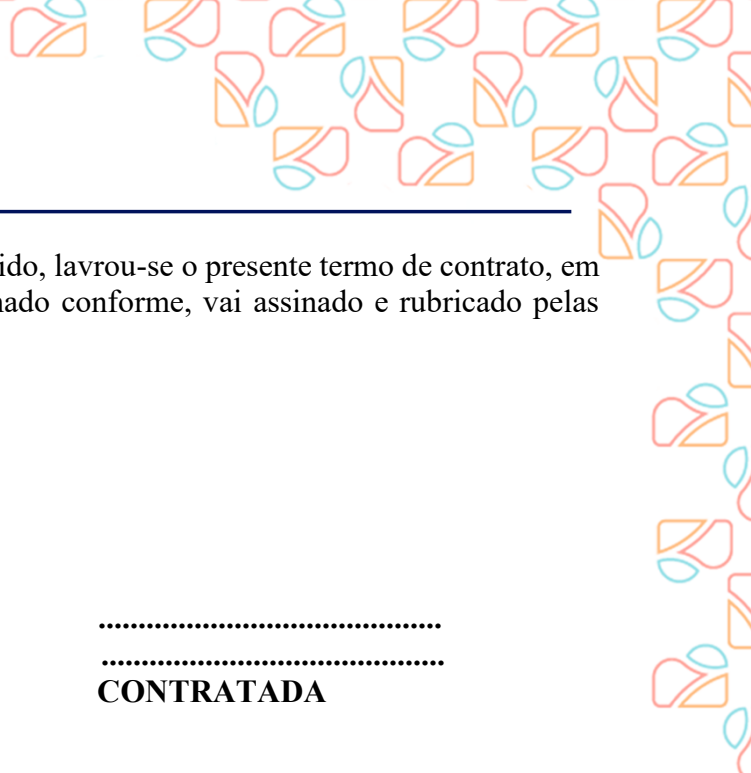 ido, lavrou-se o presente termo de contrato, em
nado conforme, vai assinado e rubricado pelas
...........................................
...........................................
CONTRATADA